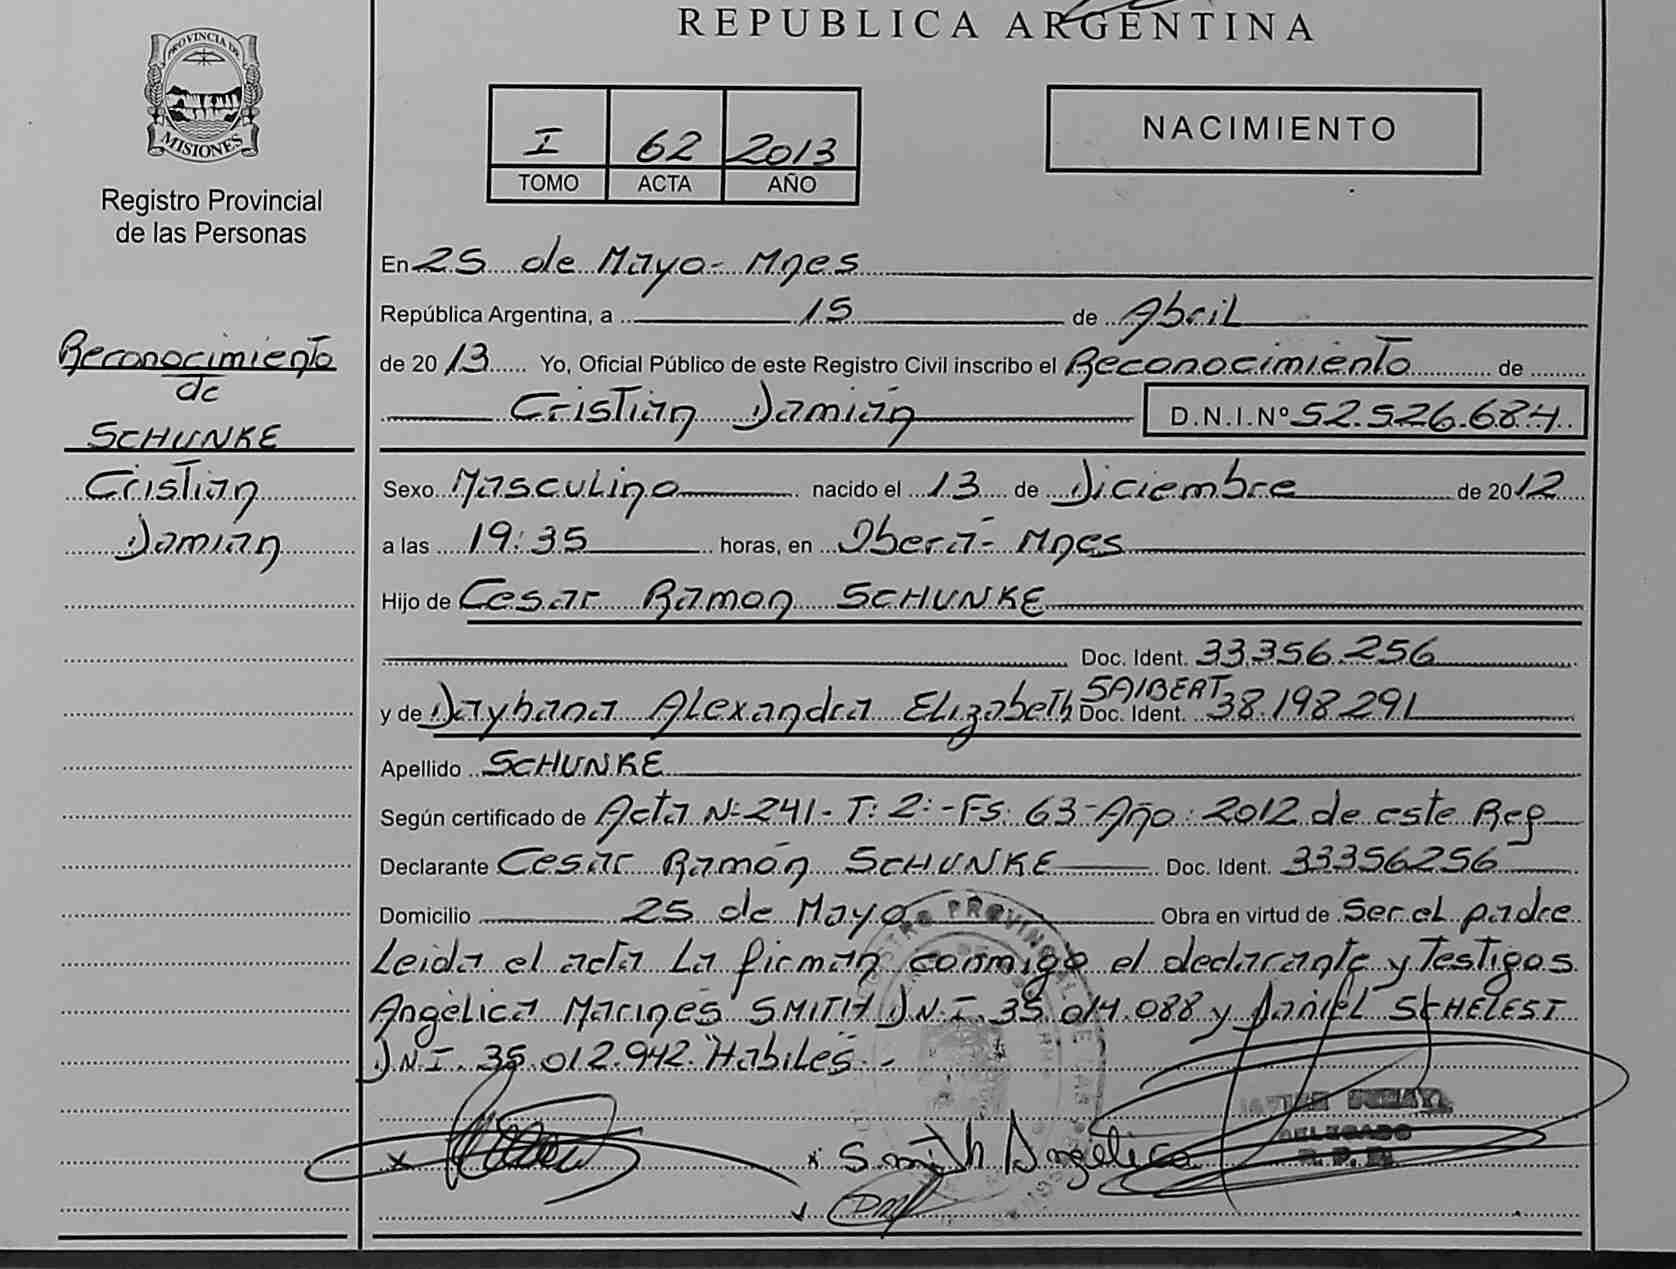 REPUBLICA ARGENTINA
PROVINCIA DE
MISIONES
Registro Provincial
de las Personas
I 62 2013
TOMO ACTA AÑO
NACIMIENTO
Reconocimiento
de
SCHUNKE
Cristian
Damian
En 25 de Mayo- Mnes
República Argentina, a 15 de Abril
de 2013 Yo, Oficial Público de este Registro Civil inscribo el Reconocimiento de
Cristian Damián D.N.I.Nº 52.526.684
Sexo Masculino nacido el 13 de Diciembre de 2012
a las 19:35 horas, en Oberá- Mnes
Hijo de Cesar Ramon SCHUNKE
Doc. Ident. 33.356.256
y de Dayhana Alexandra Elizabeth SAIBERT Doc. Ident. 38.198.291
Apellido SCHUNKE
Según certificado de Acta N: 241- T: 2:- Fs: 63- Año: 2012 de este Reg
Declarante Cesar Ramón SCHUNKE Doc. Ident. 33356256
Domicilio 25 de Mayo Obra en virtud de Ser el padre
Leida el acta La firman conmigo el declarante y Testigos
Angélica Marinés SMITH D.N.I. 35.014.088 y Daniel SCHELEST
D.N.I. 35.012.942. Habiles.-
DELEGADO
x x Smith Angélica